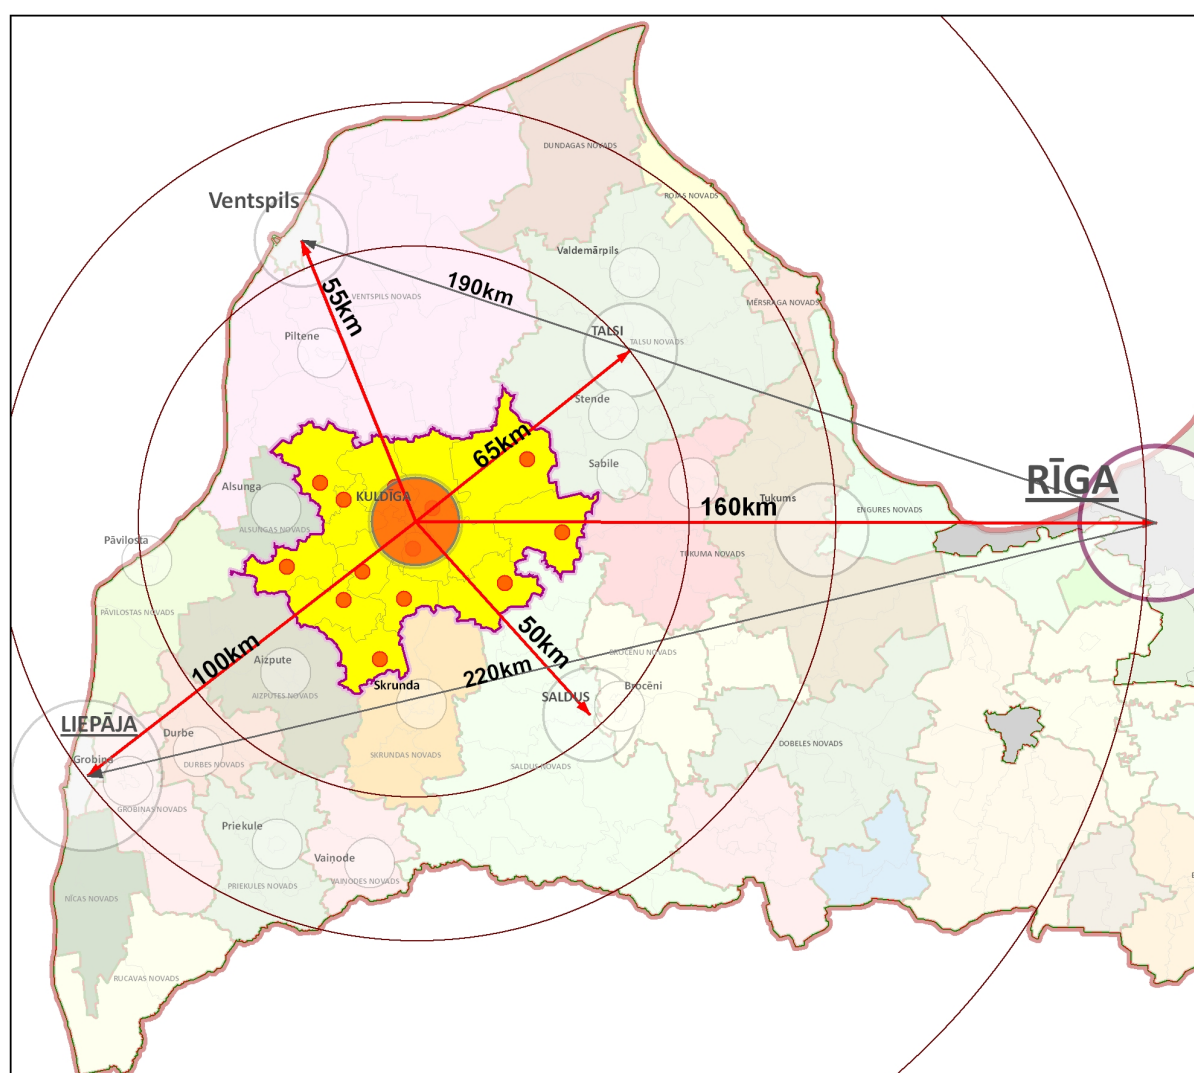 DUNDAGAS NOVADS
ROJAS NOVADS
Ventspils
Valdemārpils
190km
VENTSPILS NOVADS
MĒRSRAGA NOVADS
55km
TALSI
TALSU NOVADS
Piltene
Stende
65km
Sabile
RĪGA
Alsunga
KULDĪGA
Tukums
160km
ENGURES NOVADS
ALSUNGAS NOVADS
Pāvilosta
TUKUMA NOVADS
PĀVILOSTAS NOVADS
50km
BROCĒNU NOVADS
100km
Aizpute
220km
AIZPUTES NOVADS
Skrunda
SALDUS
Brocēni
LIEPĀJA
Durbe
DOBELES NOVADS
Grobiņa
SKRUNDAS NOVADS
DURBES NOVADS
SALDUS NOVADS
GROBIŅAS NOVADS
Priekule
Vaiņode
PRIEKULES NOVADS
VAIŅODES NOVADS
NĪCAS NOVADS
RUCAVAS NOVADS